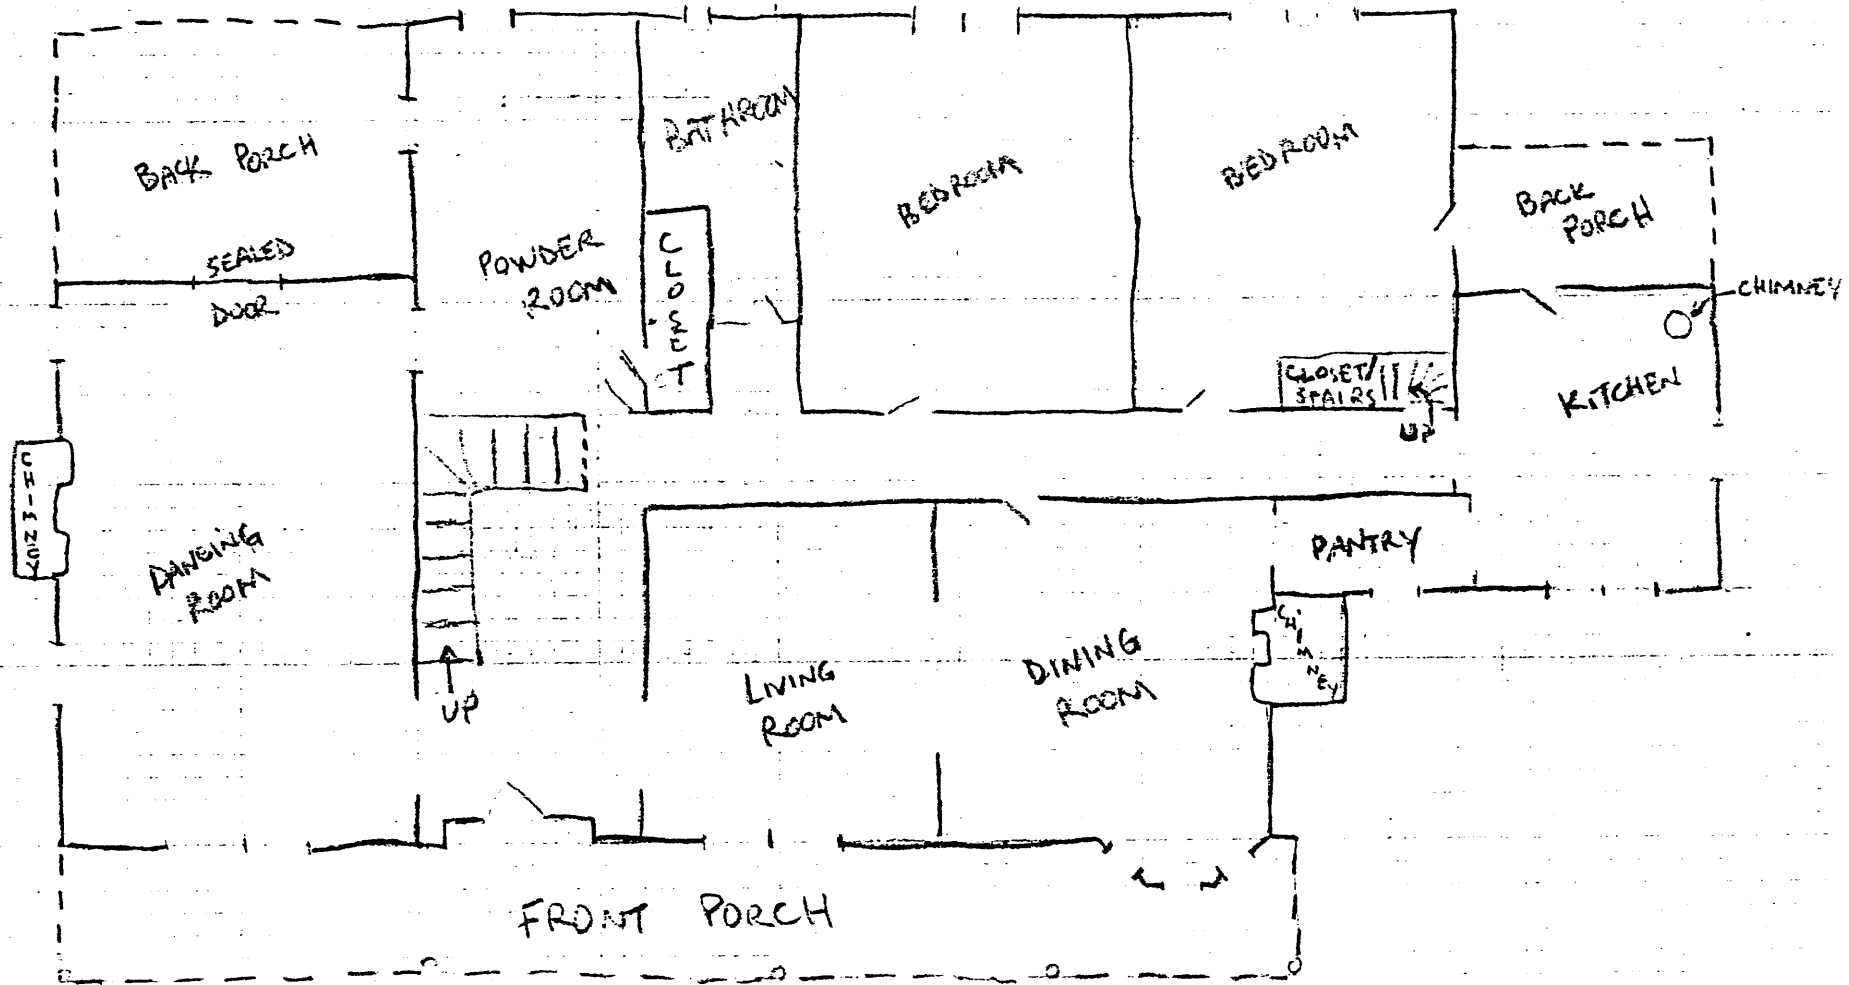 BATHROOM
BACK PORCH
BEDROOM
BEDROOM
BACK
PORCH
SEALED
DOOR
POWDER
ROOM
CLOSET
CHIMNEY
CLOSET/
STAIRS
UP
KITCHEN
CHIMNEY
DANCING
ROOM
PANTRY
CHIMNEY
UP
LIVING
ROOM
DINING
ROOM
FRONT PORCH